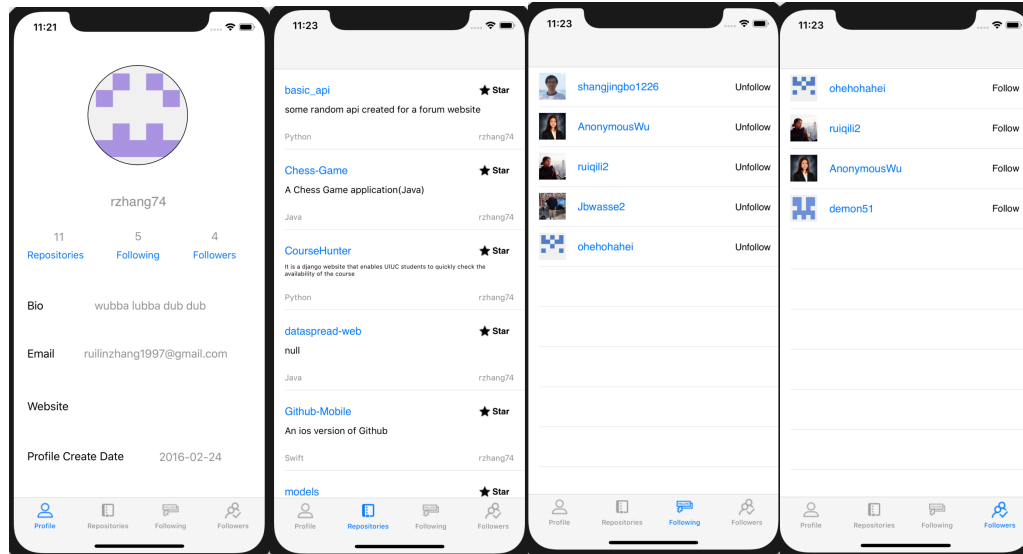 11:21
rzhang74
11 5 4
Repositories Following Followers
Bio wubba lubba dub dub
Email ruilinzhang1997@gmail.com
Website
Profile Create Date 2016-02-24
Profile Repositories Following Followers
11:23
basic_api Star
some random api created for a forum website
Python rzhang74
Chess-Game Star
A Chess Game application(Java)
Java rzhang74
CourseHunter Star
It is a django website that enables UIUC students to quickly check the
availability of the course
Python rzhang74
dataspread-web Star
null
Java rzhang74
Github-Mobile Star
An ios version of Github
Swift rzhang74
models Star
Profile Repositories Following Followers
11:23
shangjingbo1226 Unfollow
AnonymousWu Unfollow
ruiqili2 Unfollow
Jbwasse2 Unfollow
ohehohahei Unfollow
Profile Repositories Following Followers
11:23
ohehohahei Follow
ruiqili2 Follow
AnonymousWu Follow
demon51 Follow
Profile Repositories Following Followers